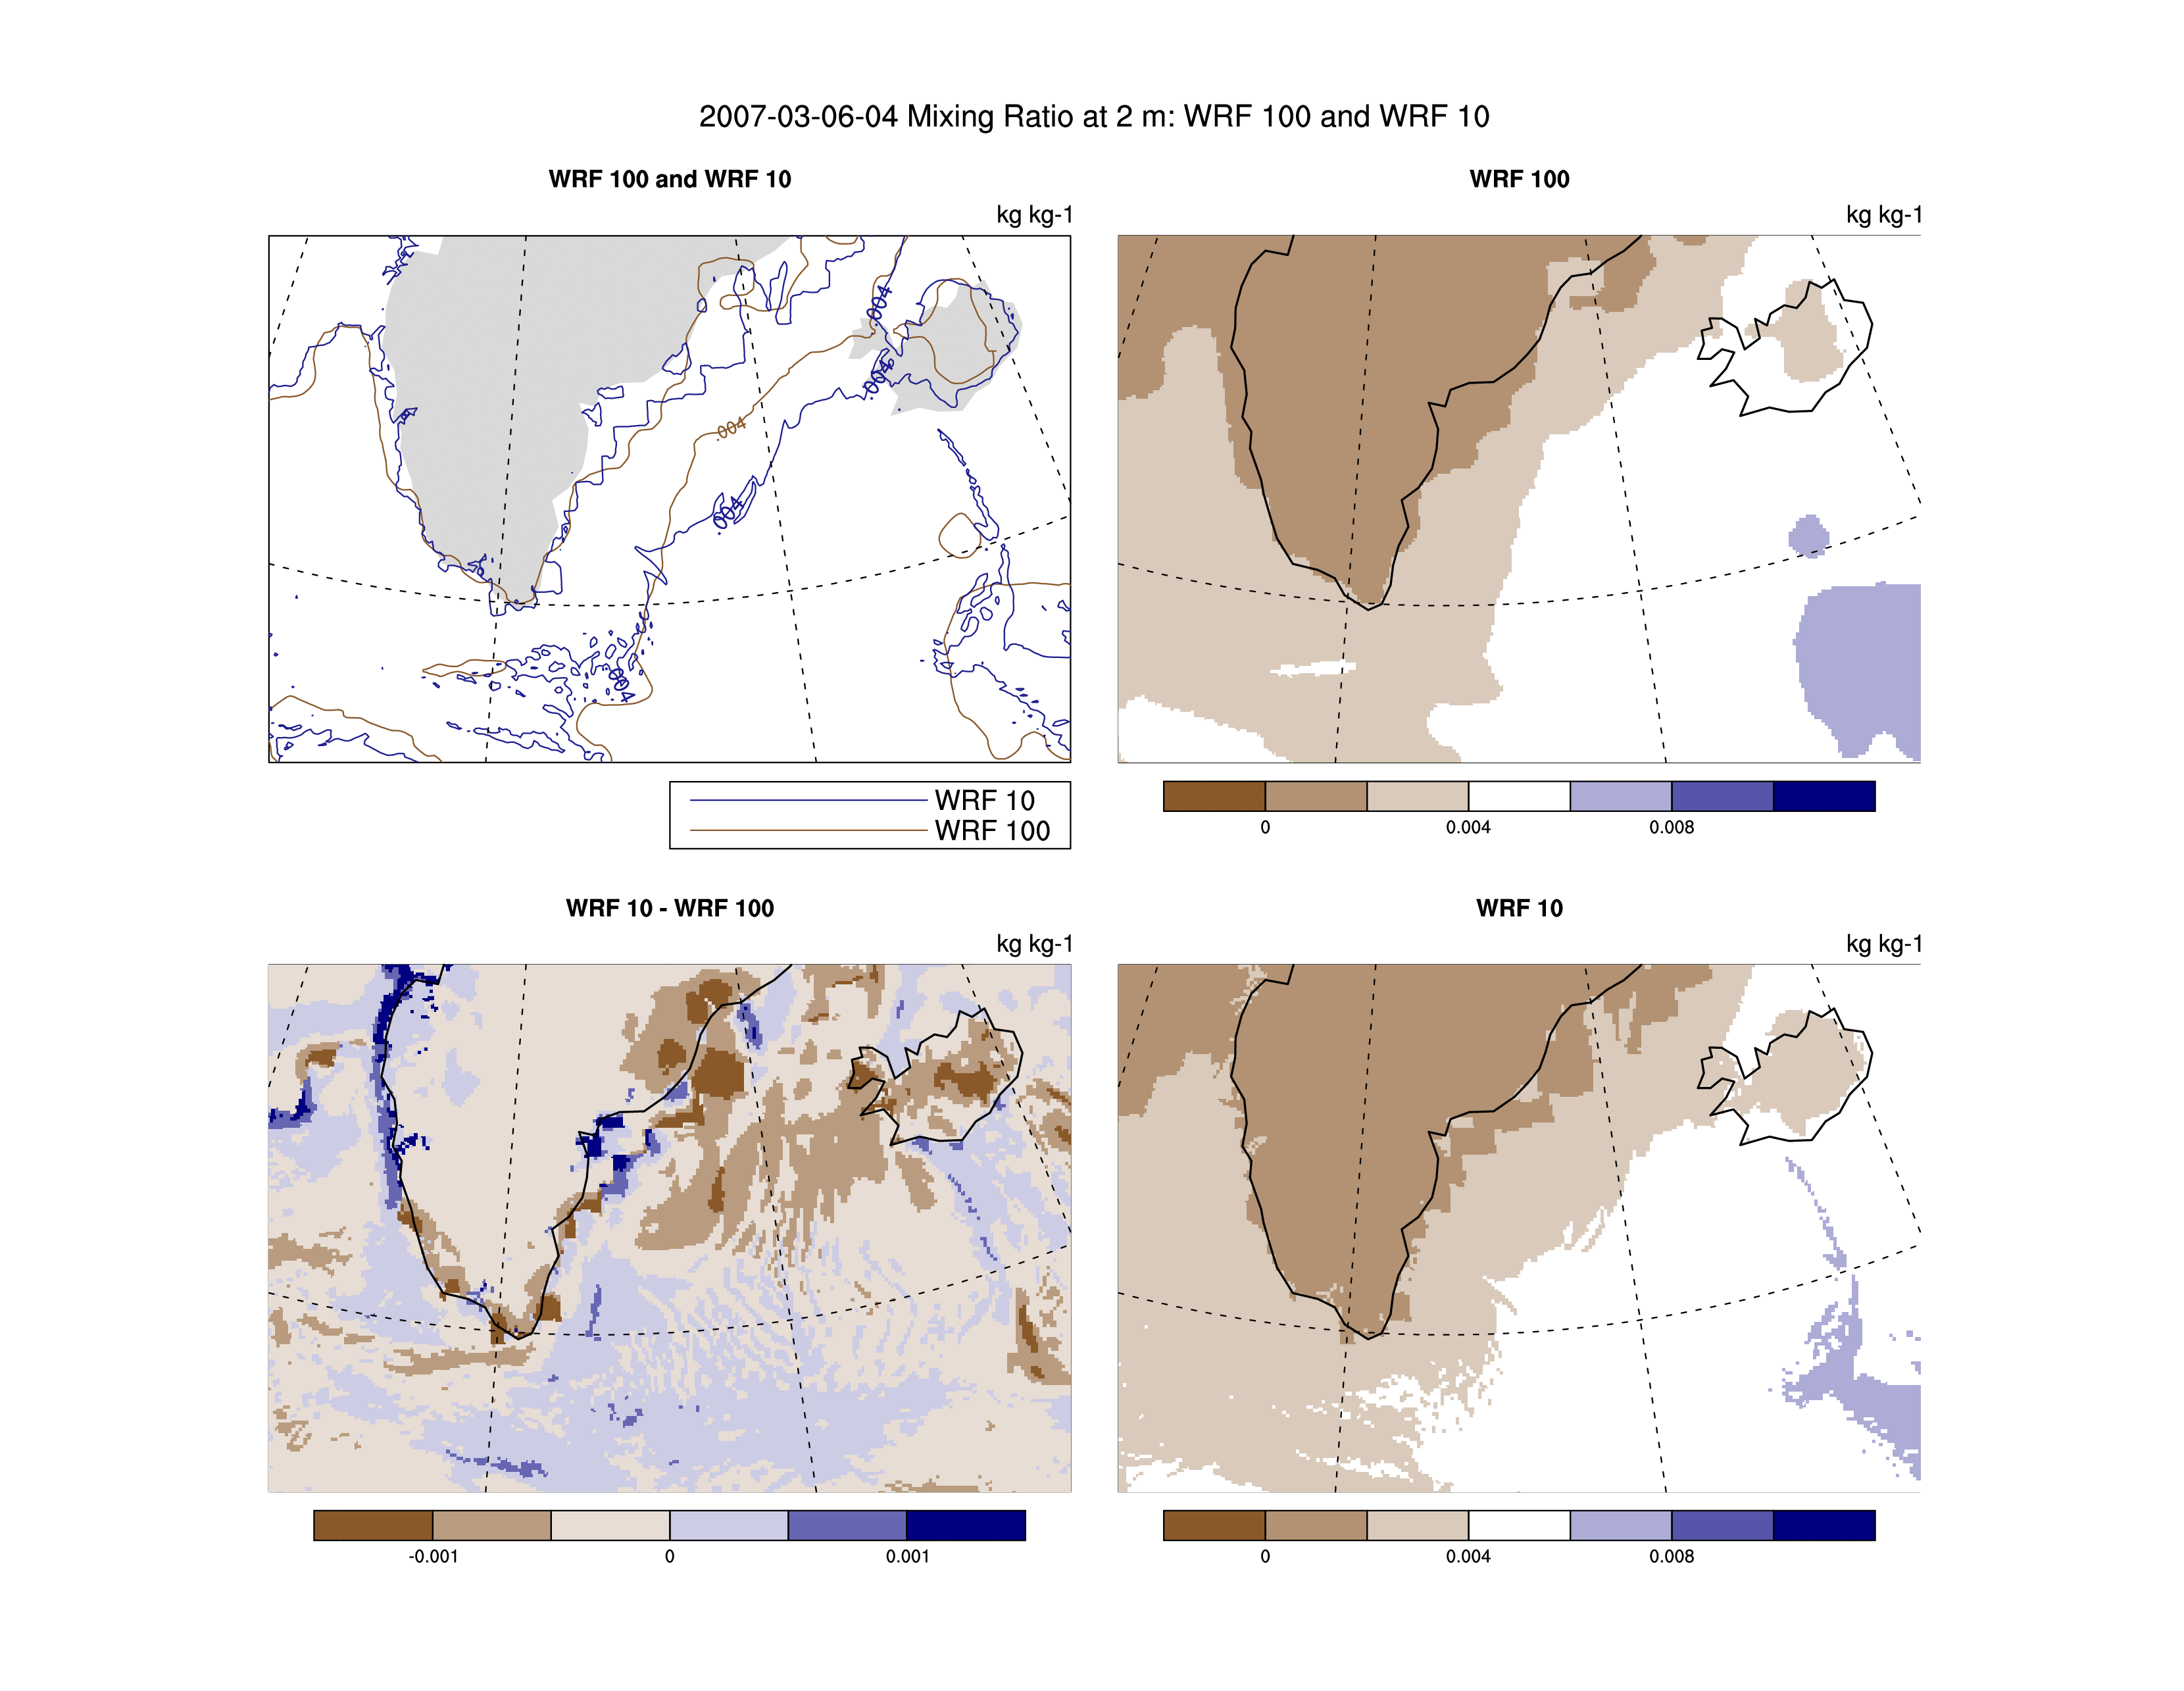 2007-03-06-04 Mixing Ratio at 2 m: WRF 100 and WRF 10
WRF 100 and WRF 10
kg kg-1
.004
.004
.004
.004
.004
WRF 10
WRF 100
WRF 100
kg kg-1
0 0.004 0.008
WRF 10 - WRF 100
kg kg-1
-0.001 0 0.001
WRF 10
kg kg-1
0 0.004 0.008